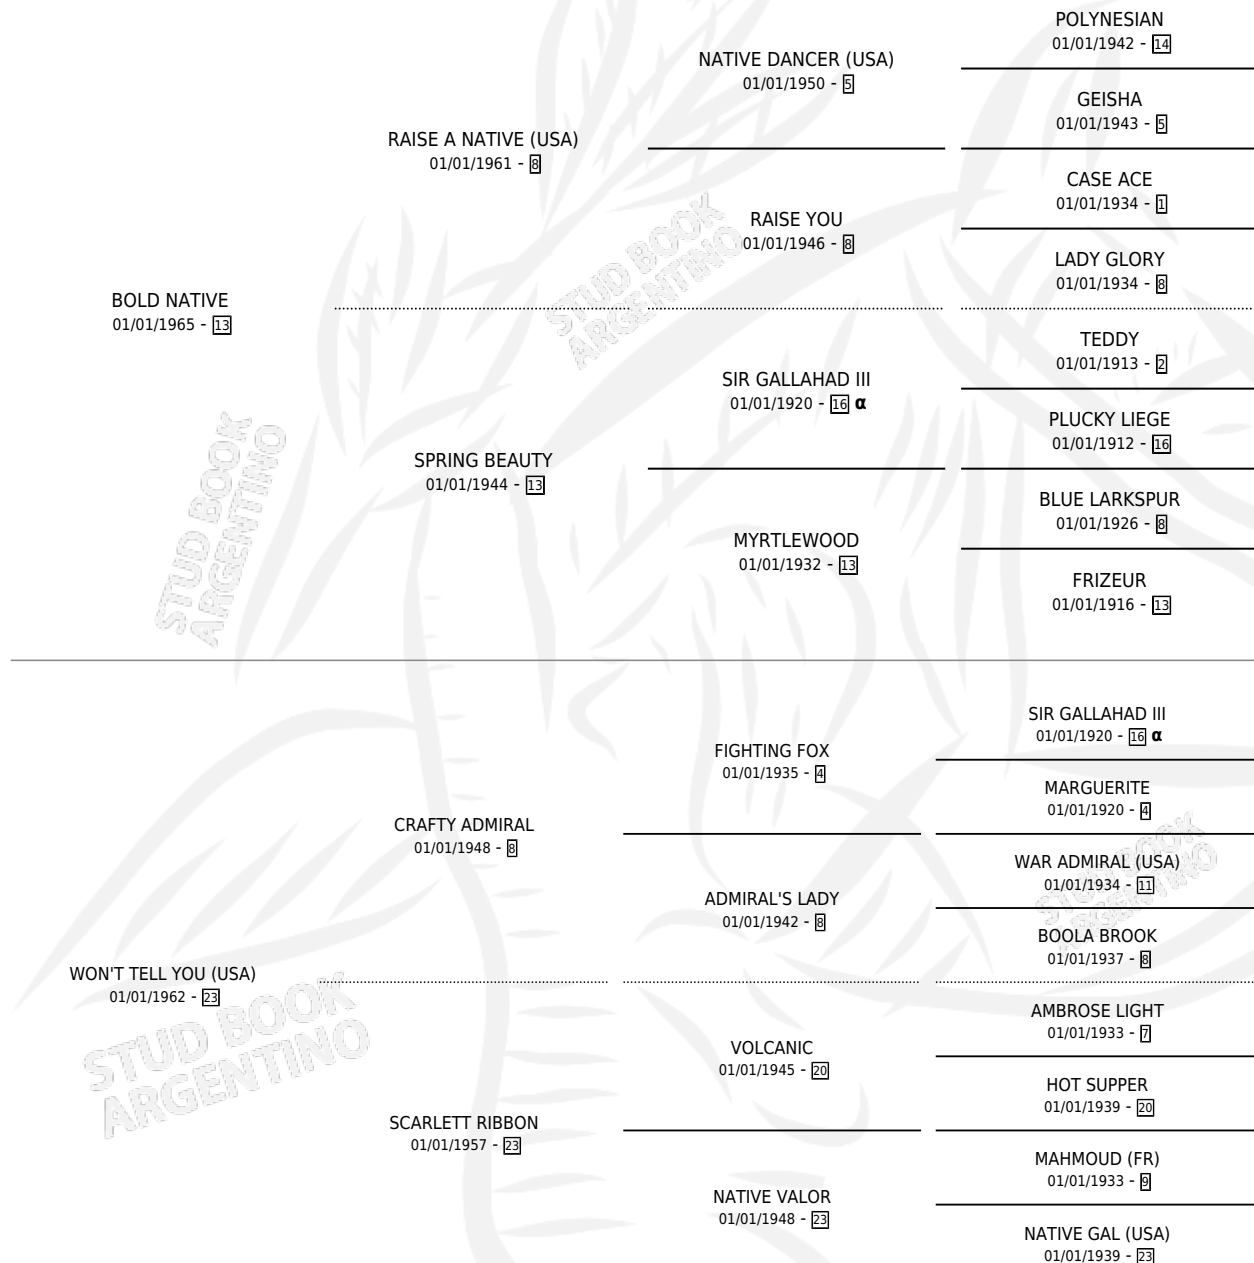 POLYNESIAN
01/01/1942 - 14
NATIVE DANCER (USA)
01/01/1950 - 5
GEISHA
01/01/1943 - 5
RAISE A NATIVE (USA)
01/01/1961 - 8
CASE ACE
01/01/1934 - 1
RAISE YOU
01/01/1946 - 8
LADY GLORY
01/01/1934 - 8
STUD BOOK
ARGENTINO
BOLD NATIVE
01/01/1965 - 13
TEDDY
01/01/1913 - 2
SIR GALLAHAD III
01/01/1920 - 16 α
PLUCKY LIEGE
01/01/1912 - 16
SPRING BEAUTY
01/01/1944 - 13
BLUE LARKSPUR
01/01/1926 - 8
MYRTLEWOOD
01/01/1932 - 13
FRIZEUR
01/01/1916 - 13
STUD BOOK
ARGENTINO
SIR GALLAHAD III
01/01/1920 - 16 α
FIGHTING FOX
01/01/1935 - 4
MARGUERITE
01/01/1920 - 4
CRAFTY ADMIRAL
01/01/1948 - 8
WAR ADMIRAL (USA)
01/01/1934 - 11
ADMIRAL'S LADY
01/01/1942 - 8
BOOLA BROOK
01/01/1937 - 8
STUD BOOK
ARGENTINO
WON'T TELL YOU (USA)
01/01/1962 - 23
AMBROSE LIGHT
01/01/1933 - 7
VOLCANIC
01/01/1945 - 20
HOT SUPPER
01/01/1939 - 20
STUD BOOK
ARGENTINO
SCARLETT RIBBON
01/01/1957 - 23
MAHMOUD (FR)
01/01/1933 - 9
NATIVE VALOR
01/01/1948 - 23
NATIVE GAL (USA)
01/01/1939 - 23